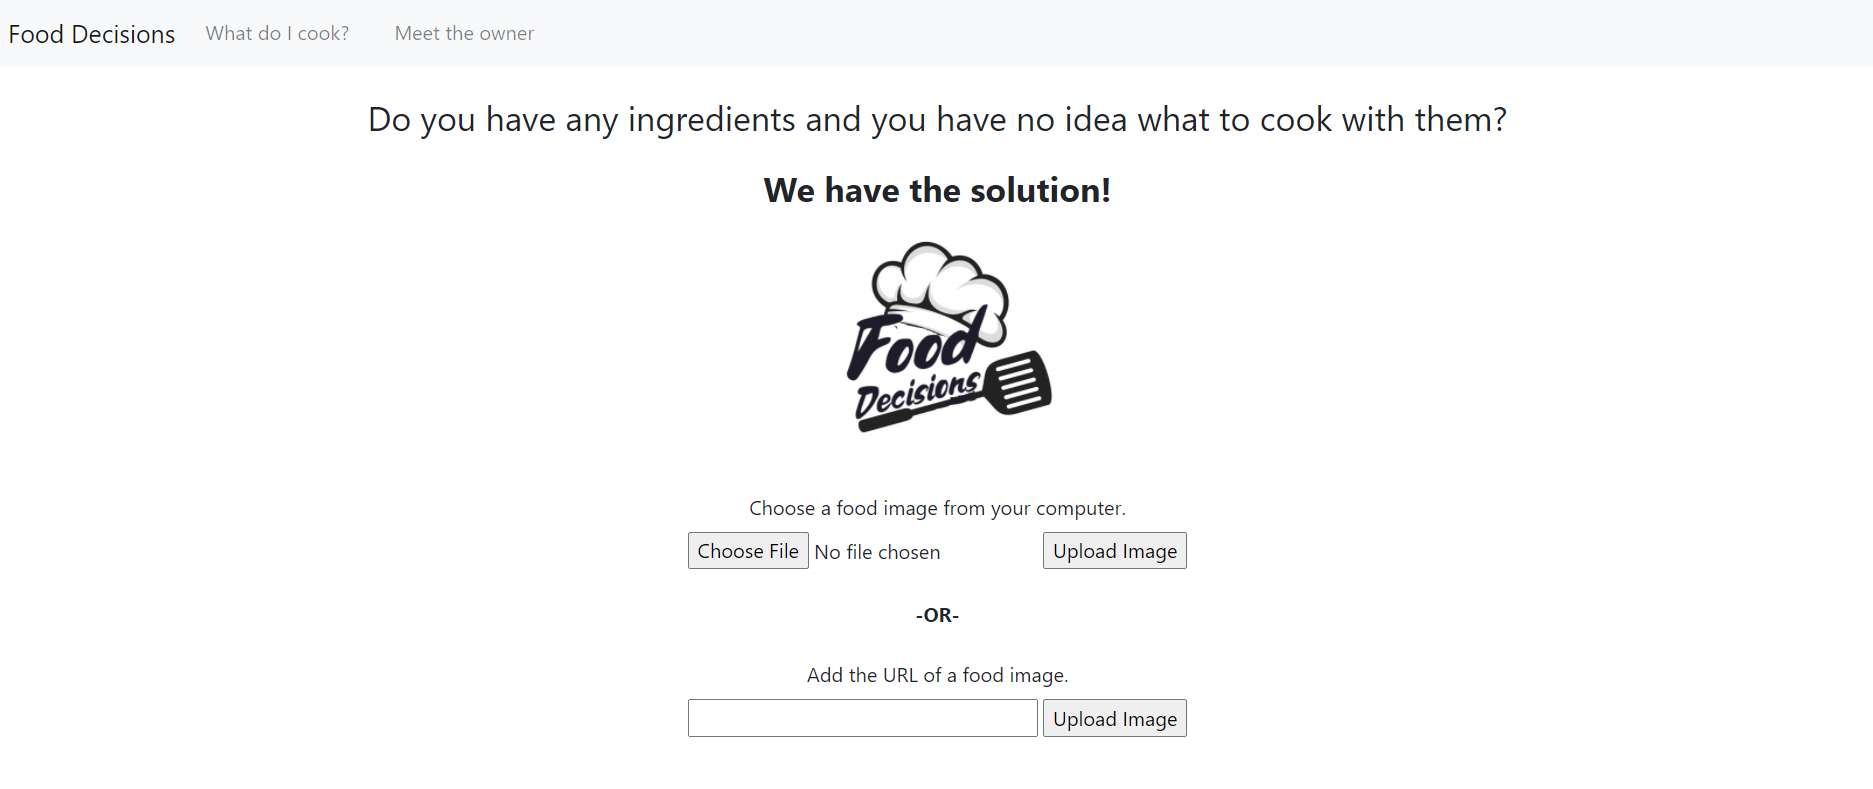 Food Decisions What do I cook? Meet the owner
Do you have any ingredients and you have no idea what to cook with them?
We have the solution!
Food
Decisions
Choose a food image from your computer.
Choose File No file chosen Upload Image
-OR-
Add the URL of a food image.
Upload Image